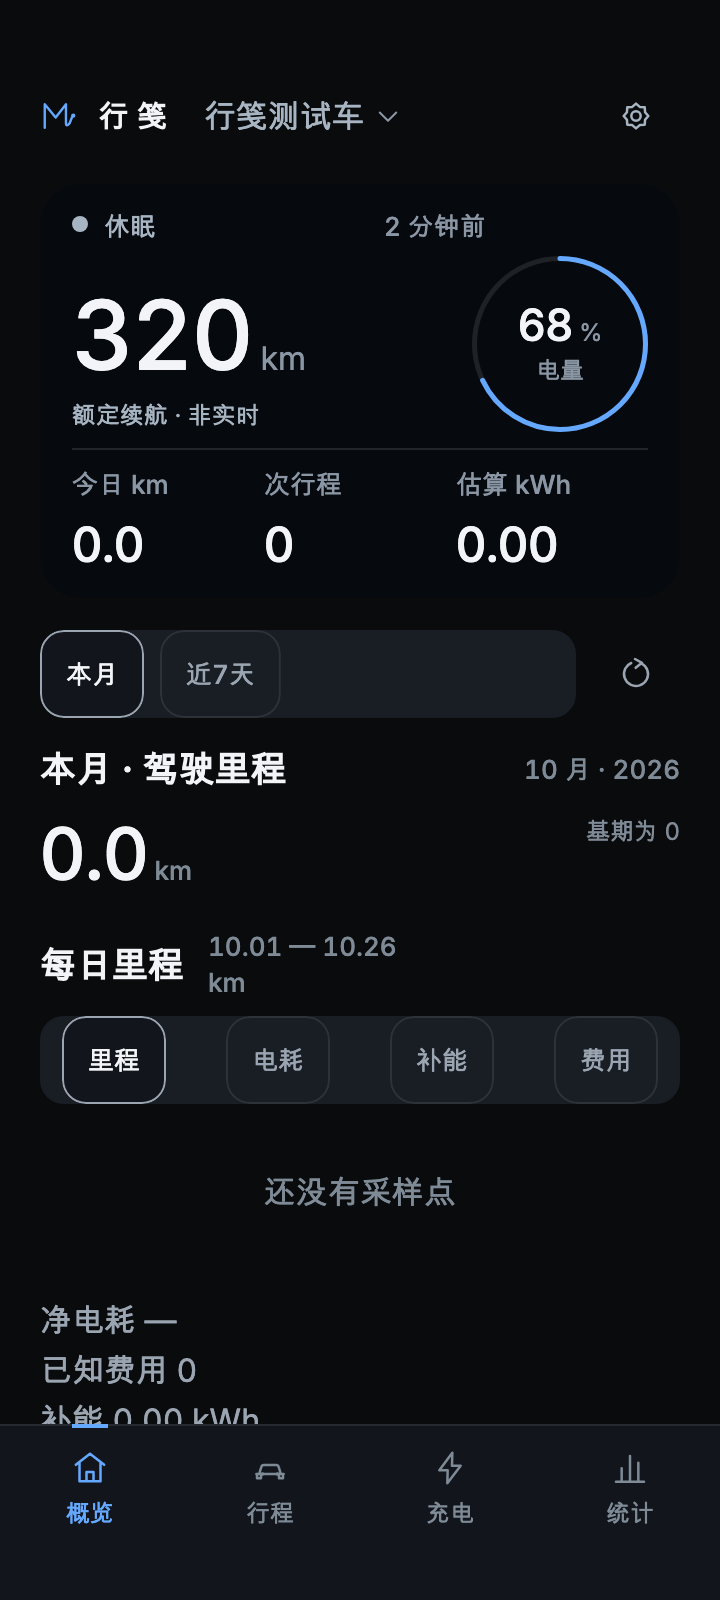 行笺 行笺测试车
休眠 2 分钟前
320 km
68 %
电量
额定续航 · 非实时
今日 km 次行程 估算 kWh
0.0 0 0.00
本月 近7天
本月 · 驾驶里程 10 月 · 2026
0.0 km 基期为 0
每日里程 10.01 — 10.26
km
里程 电耗 补能 费用
还没有采样点
净电耗 —
已知费用 0
补能 0.00 kWh
概览 行程 充电 统计